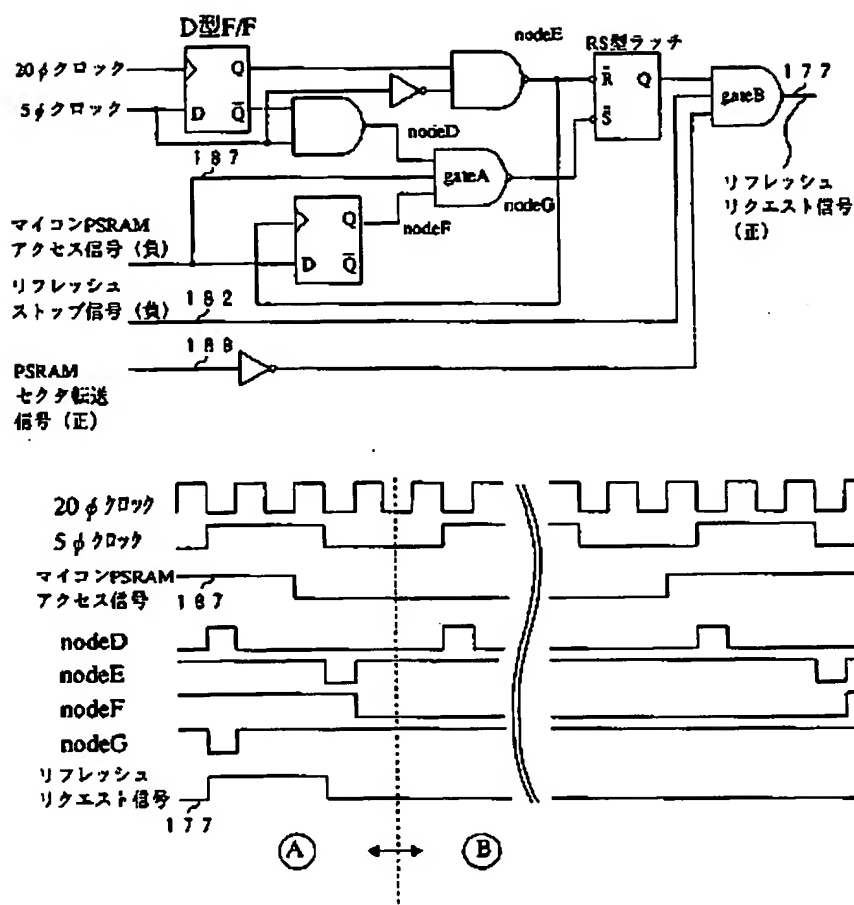 D型F/F
nodeE
RS型ラッチ
20φクロック
Q
R
Q
gateB
177
5φクロック
D
Q
S
nodeD
187
gateA
リフレッシュ
リクエスト信号
(正)
nodeG
Q
nodeF
マイコンPSRAM
アクセス信号(負)
D
Q
リフレッシュ
ストップ信号(負)
182
188
PSRAM
セクタ転送
信号(正)
20φクロック
5φクロック
マイコンPSRAM
アクセス信号
187
nodeD
nodeE
nodeF
nodeG
リフレッシュ
リクエスト信号
177
A
B